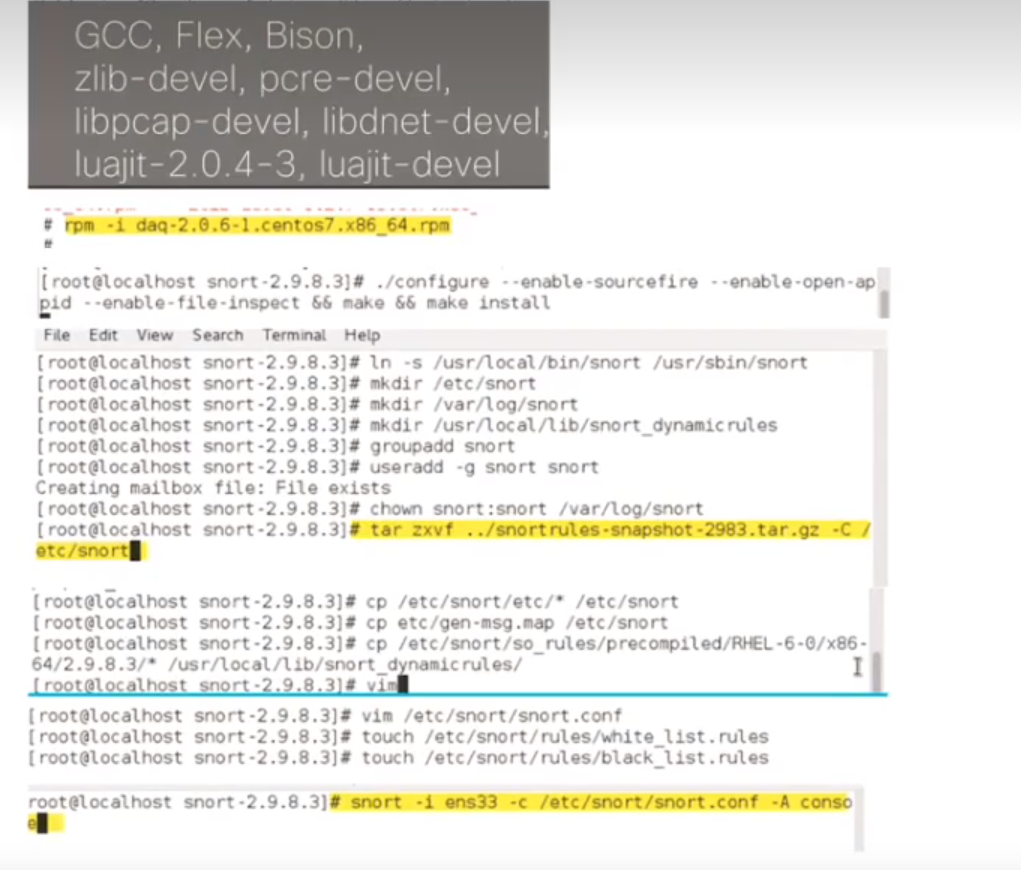 GCC, Flex, Bison,
zlib-devel, pcre-devel,
libpcap-devel, libdnet-devel,
luajit-2.0.4-3, luajit-devel
# rpm -i daq-2.0.6-1.centos7.x86_64.rpm
#
[root@localhost snort-2.9.8.3]# ./configure --enable-sourcefire --enable-open-ap
pid --enable-file-inspect && make && make install
File Edit View Search Terminal Help
[root@localhost snort-2.9.8.3]# ln -s /usr/local/bin/snort /usr/sbin/snort
[root@localhost snort-2.9.8.3]# mkdir /etc/snort
[root@localhost snort-2.9.8.3]# mkdir /var/log/snort
[root@localhost snort-2.9.8.3]# mkdir /usr/local/lib/snort_dynamicrules
[root@localhost snort-2.9.8.3]# groupadd snort
[root@localhost snort-2.9.8.3]# useradd -g snort snort
Creating mailbox file: File exists
[root@localhost snort-2.9.8.3]# chown snort:snort /var/log/snort
[root@localhost snort-2.9.8.3]# tar zxvf ../snortrules-snapshot-2983.tar.gz -C /
etc/snort
[root@localhost snort-2.9.8.3]# cp /etc/snort/etc/* /etc/snort
[root@localhost snort-2.9.8.3]# cp etc/gen-msg.map /etc/snort
[root@localhost snort-2.9.8.3]# cp /etc/snort/so_rules/precompiled/RHEL-6-0/x86-
64/2.9.8.3/* /usr/local/lib/snort_dynamicrules/
[root@localhost snort-2.9.8.3]# vim
[root@localhost snort-2.9.8.3]# vim /etc/snort/snort.conf
[root@localhost snort-2.9.8.3]# touch /etc/snort/rules/white_list.rules
[root@localhost snort-2.9.8.3]# touch /etc/snort/rules/black_list.rules
root@localhost snort-2.9.8.3]# snort -i ens33 -c /etc/snort/snort.conf -A conso
e